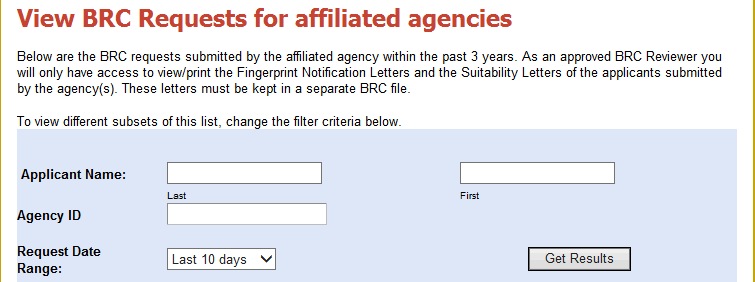 View BRC Requests for affiliated agencies
Below are the BRC requests submitted by the affiliated agency within the past 3 years. As an approved BRC Reviewer you
will only have access to view/print the Fingerprint Notification Letters and the Suitability Letters of the applicants submitted
by the agency(s). These letters must be kept in a separate BRC file.
To view different subsets of this list, change the filter criteria below.
Applicant Name:
Last First
Agency ID
Request Date
Range:
Last 10 days
Get Results